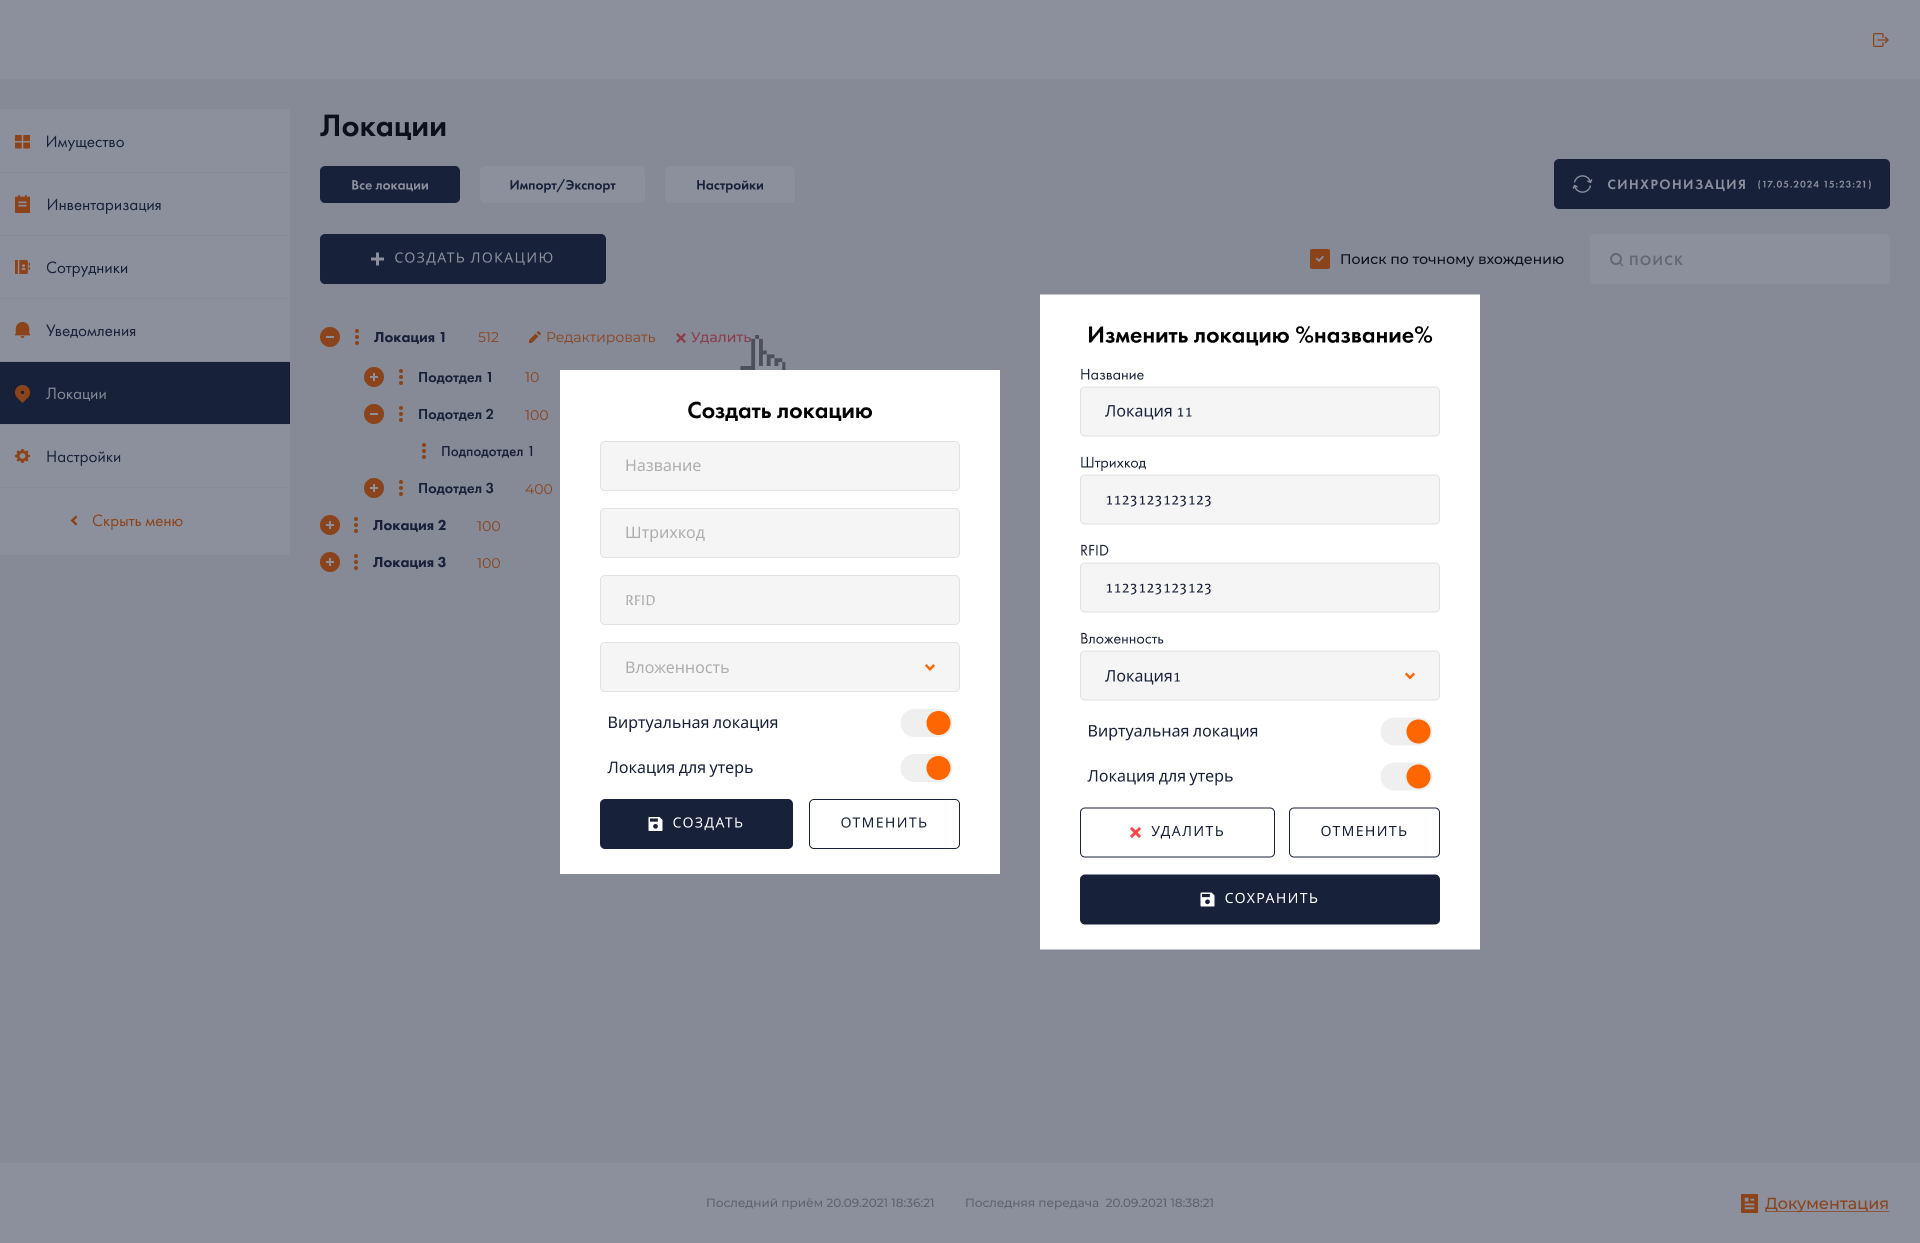 Локации
Имущество
Инвентаризация
Сотрудники
Уведомления
Локации
Настройки
Скрыть меню
Все локации
Импорт/Экспорт
Настройки
СИНХРОНИЗАЦИЯ (17.05.2024 15:23:21)
СОЗДАТЬ ЛОКАЦИЮ
Поиск по точному вхождению
ПОИСК
Локация 1 512 Редактировать Удалить
Подотдел 1 10
Подотдел 2 100
Подподотдел 1
Подотдел 3 400
Локация 2 100
Локация 3 100
Создать локацию
Название
Штрихкод
RFID
Вложенность
Виртуальная локация
Локация для утерь
СОЗДАТЬ
ОТМЕНИТЬ
Изменить локацию %название%
Название
Локация 11
Штрихкод
1123123123123
RFID
1123123123123
Вложенность
Локация1
Виртуальная локация
Локация для утерь
УДАЛИТЬ
ОТМЕНИТЬ
СОХРАНИТЬ
Последний приём 20.09.2021 18:36:21
Последняя передача 20.09.2021 18:38:21
Документация